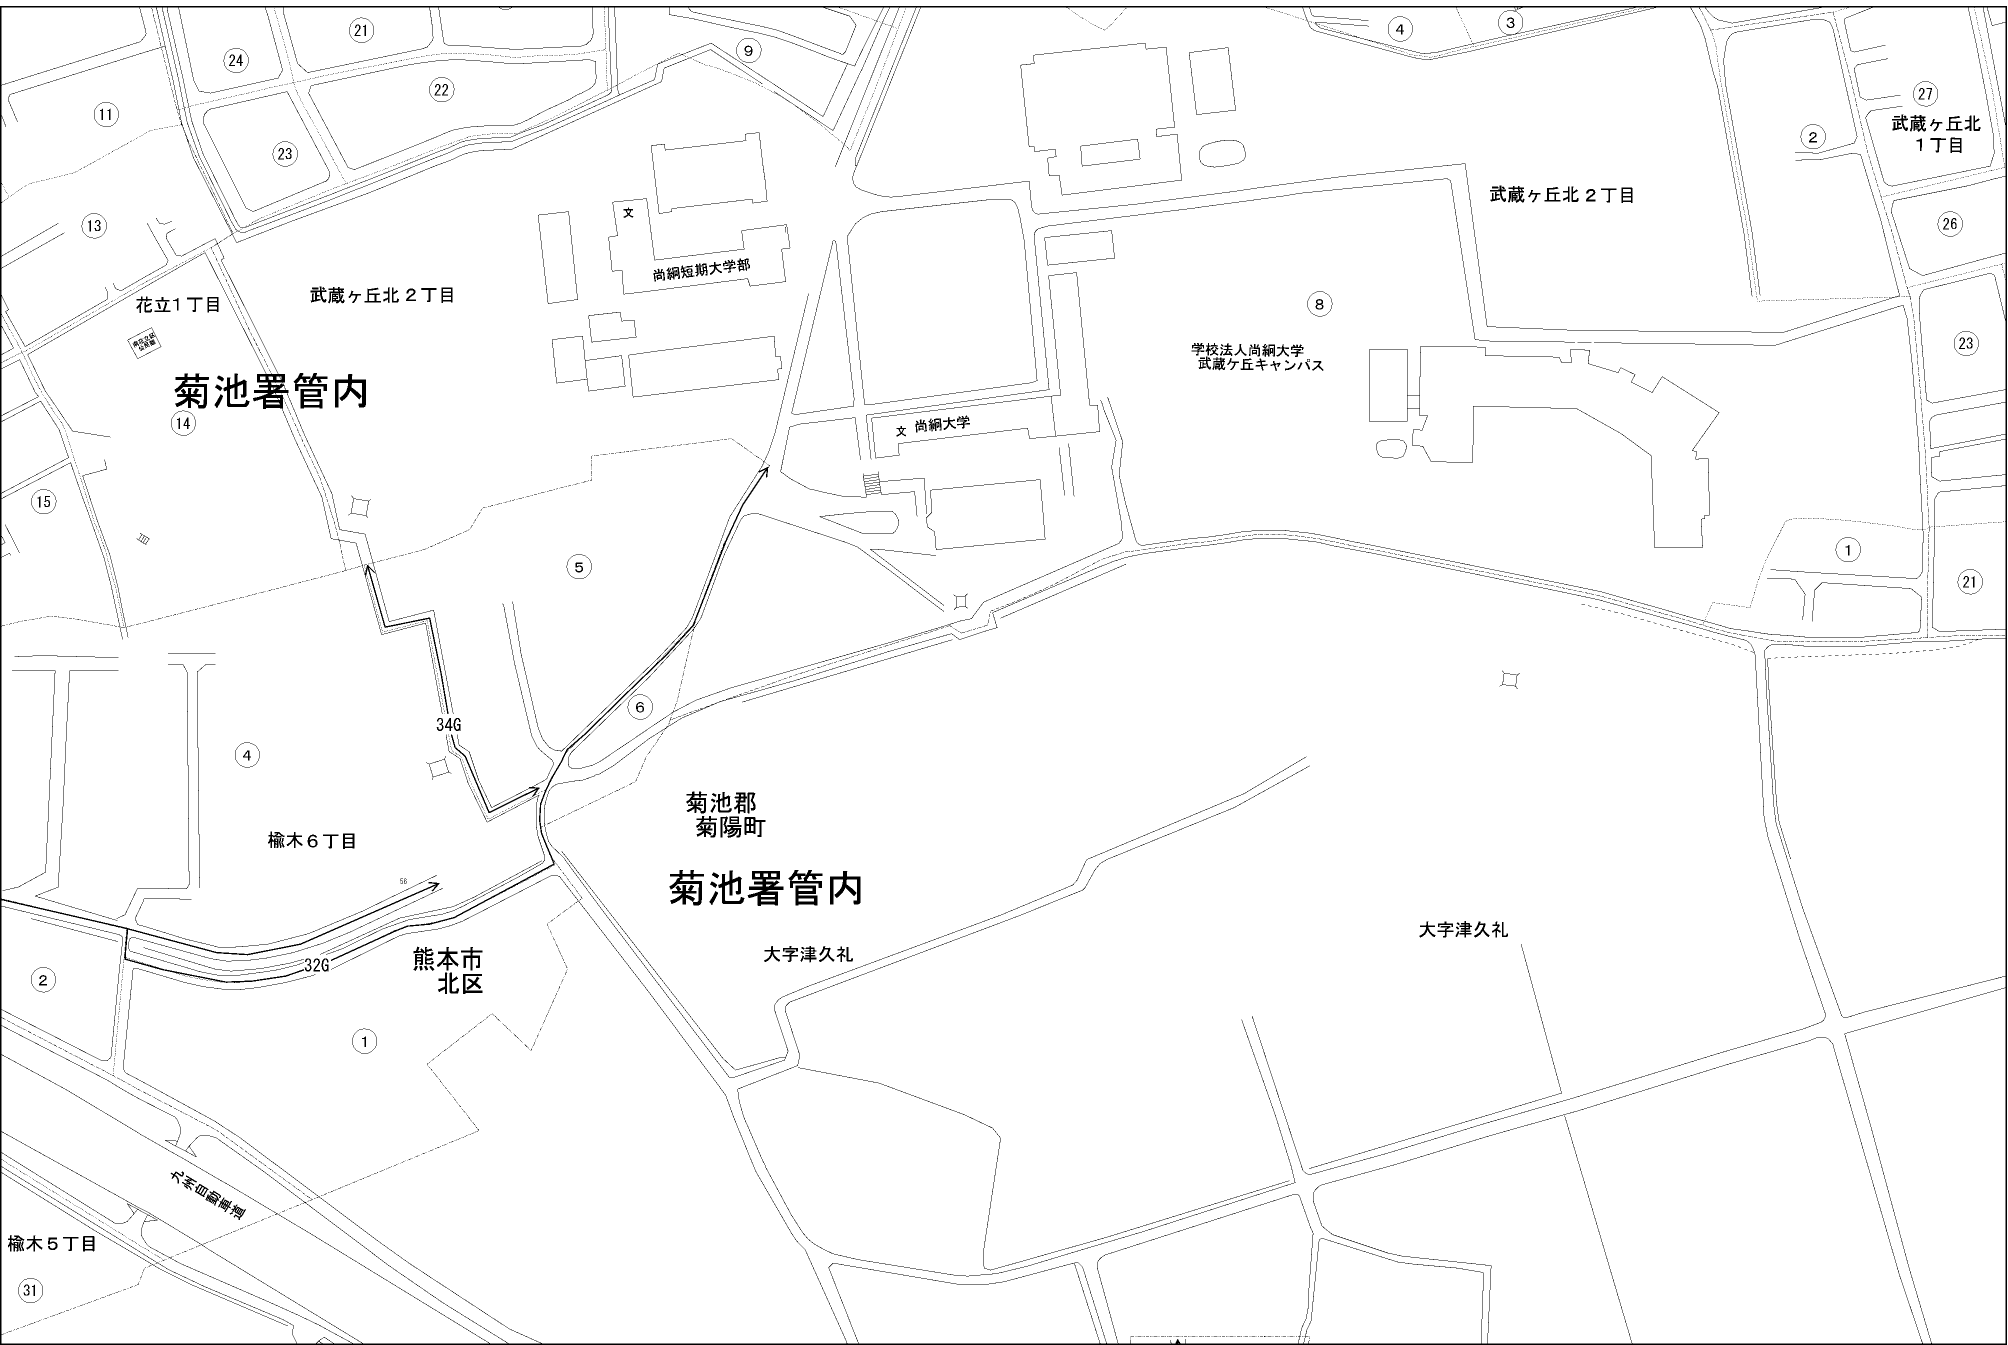 21
④
③
24
⑨
22
27
11
武蔵ヶ丘北
１丁目
②
23
武蔵ヶ丘北２丁目
文
13
26
尚絅短期大学部
武蔵ヶ丘北２丁目
花立１丁目
⑧
23
学校法人尚絅大学
武蔵ケ丘キャンパス
菊池署管内
14
文 尚絅大学
15
①
⑤
21
⑥
34G
④
菊池郡
菊陽町
楡木６丁目
56
菊池署管内
大字津久礼
大字津久礼
熊本市
北区
32G
②
①
九州自動車道
楡木５丁目
31